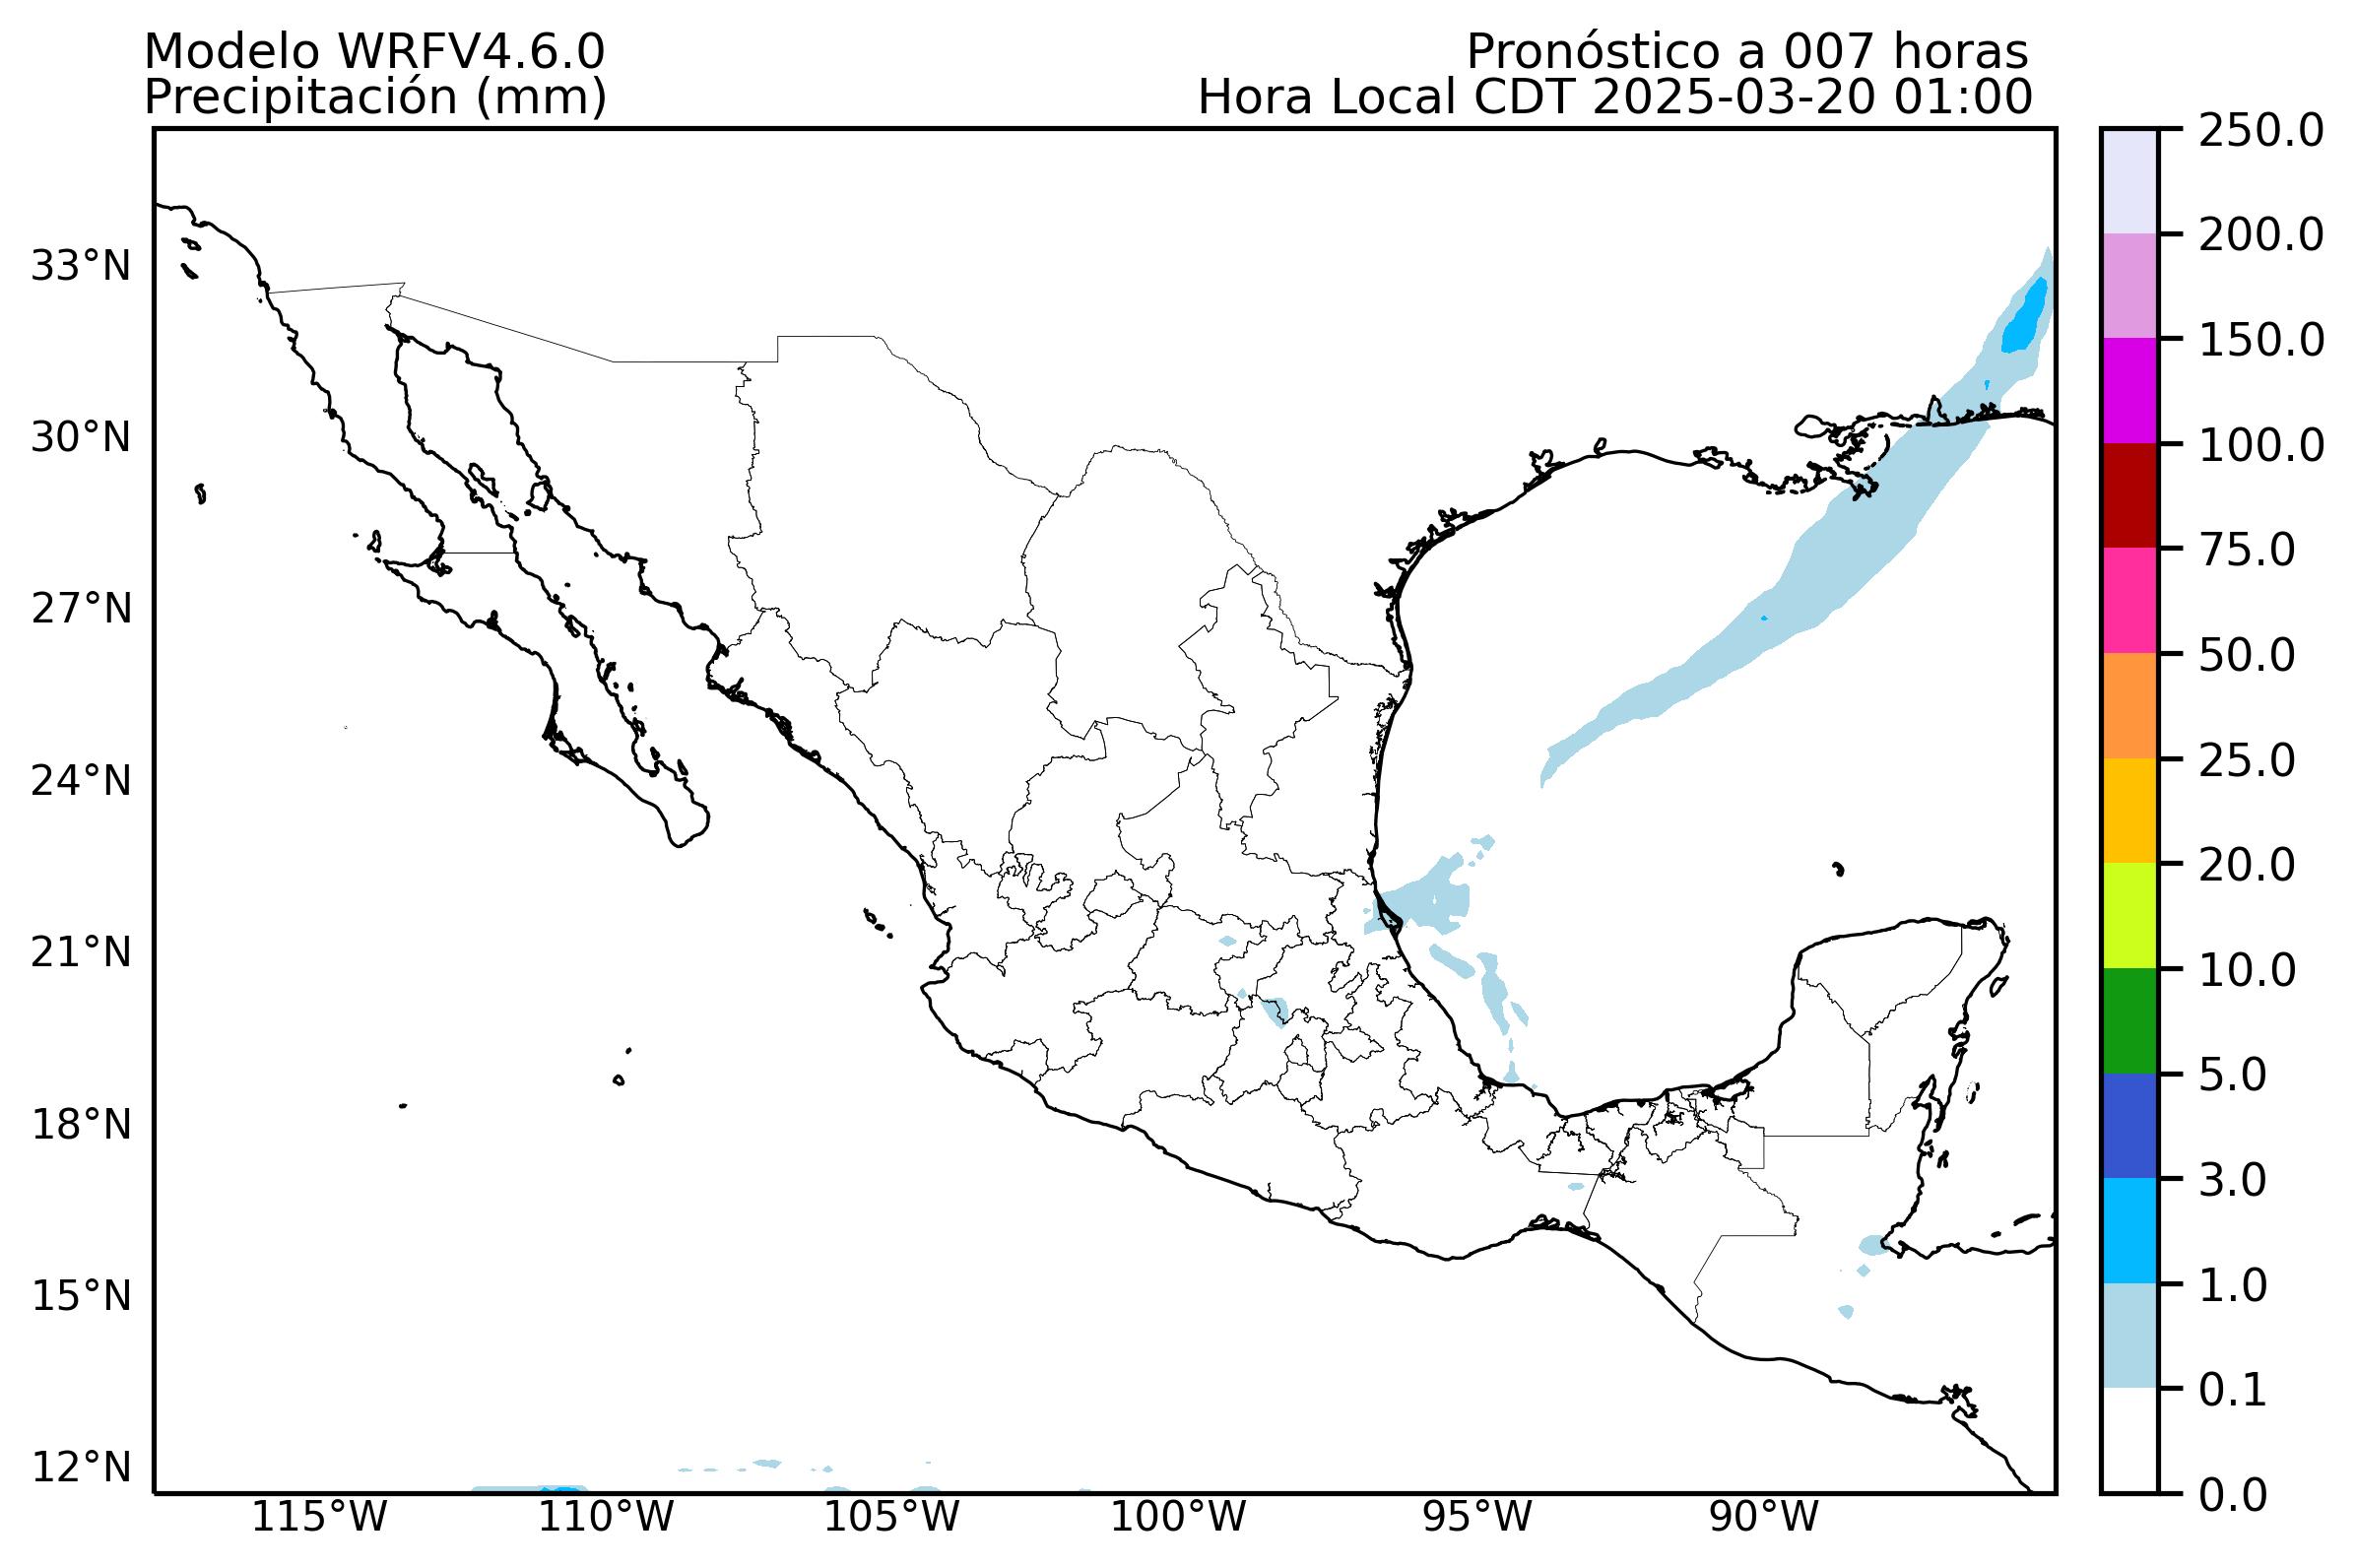 Modelo WRFV4.6.0
Precipitación (mm)
Pronóstico a 007 horas
Hora Local CDT 2025-03-20 01:00
33°N
30°N
27°N
24°N
21°N
18°N
15°N
12°N
115°W
110°W
105°W
100°W
95°W
90°W
250.0
200.0
150.0
100.0
75.0
50.0
25.0
20.0
10.0
5.0
3.0
1.0
0.1
0.0